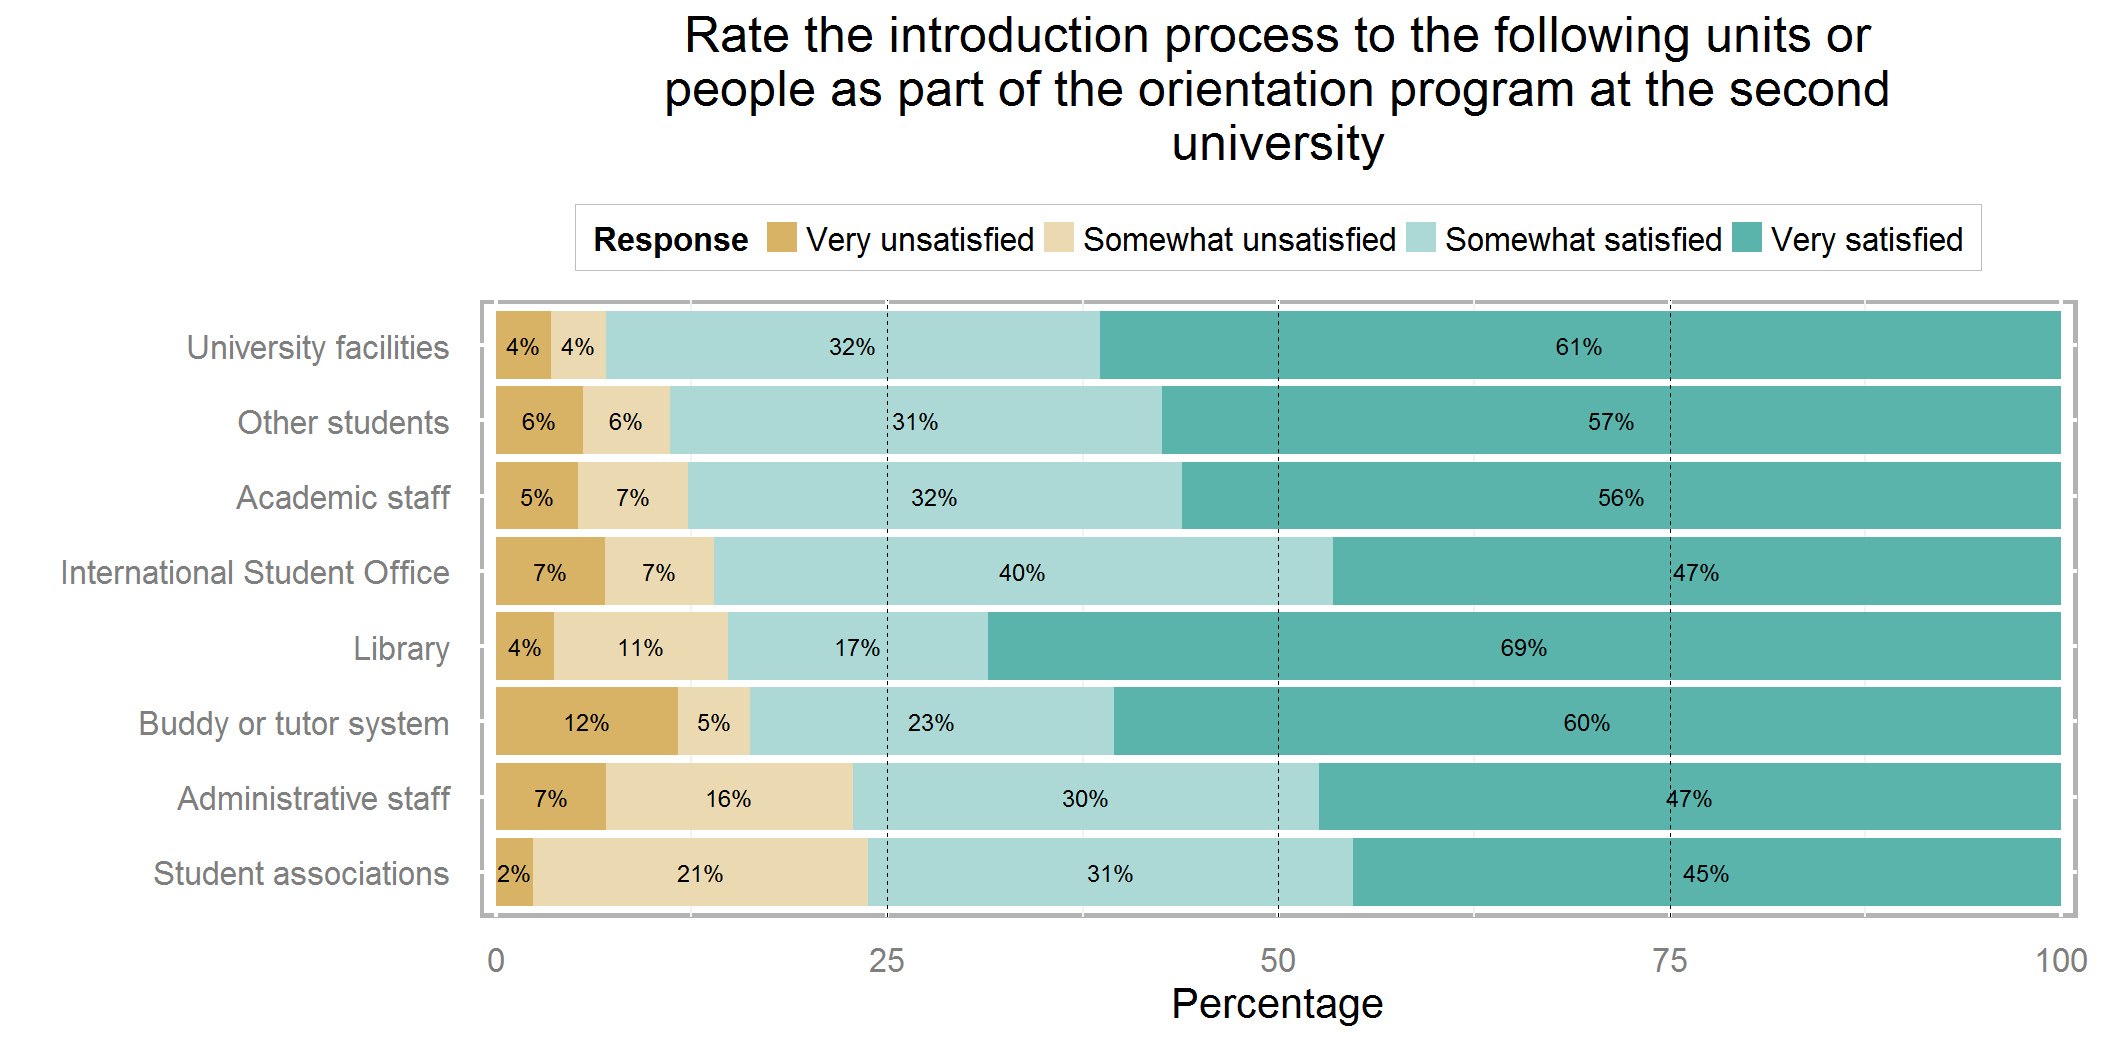 Rate the introduction process to the following units or
people as part of the orientation program at the second
university
Response Very unsatisfied Somewhat unsatisfied Somewhat satisfied Very satisfied
University facilities 4% 4% 32% 61%
Other students 6% 6% 31% 57%
Academic staff 5% 7% 32% 56%
International Student Office 7% 7% 40% 47%
Library 4% 11% 17% 69%
Buddy or tutor system 12% 5% 23% 60%
Administrative staff 7% 16% 30% 47%
Student associations 2% 21% 31% 45%
0 25 50 75 100
Percentage